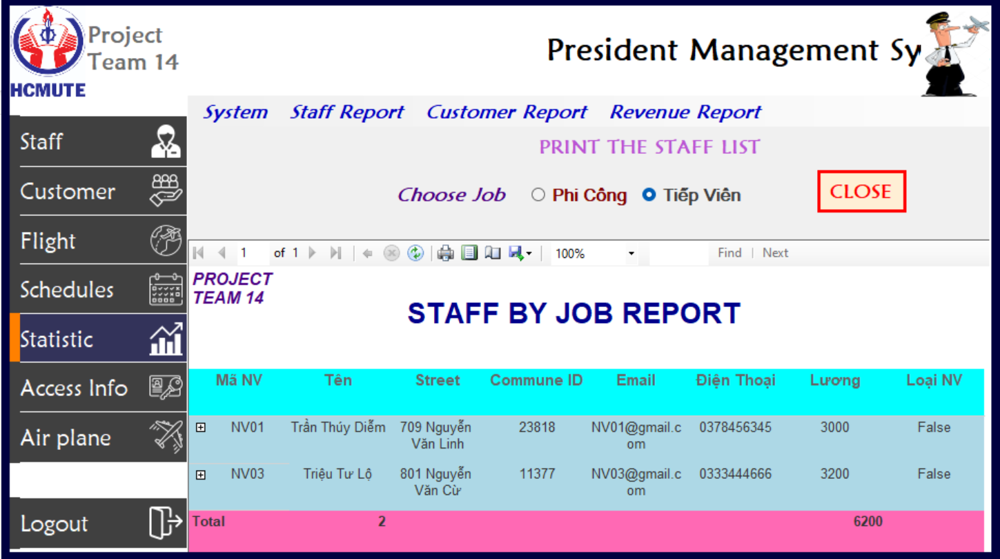 Project
Team 14
HCMUTE
President Management Sy
System Staff Report Customer Report Revenue Report
PRINT THE STAFF LIST
Choose Job Phi Công Tiếp Viên CLOSE
Staff
Customer
Flight
Schedules
Statistic
Access Info
Air plane
Logout
1 of 1 100% Find | Next
PROJECT
TEAM 14
STAFF BY JOB REPORT
Mã NV Tên Street Commune ID Email Điện Thoại Lương Loại NV
NV01 Trần Thúy Diễm 709 Nguyễn 23818 NV01@gmail.c 0378456345 3000 False
Văn Linh om
NV03 Triệu Tư Lộ 801 Nguyễn 11377 NV03@gmail.c 0333444666 3200 False
Văn Cừ om
Total 2 6200